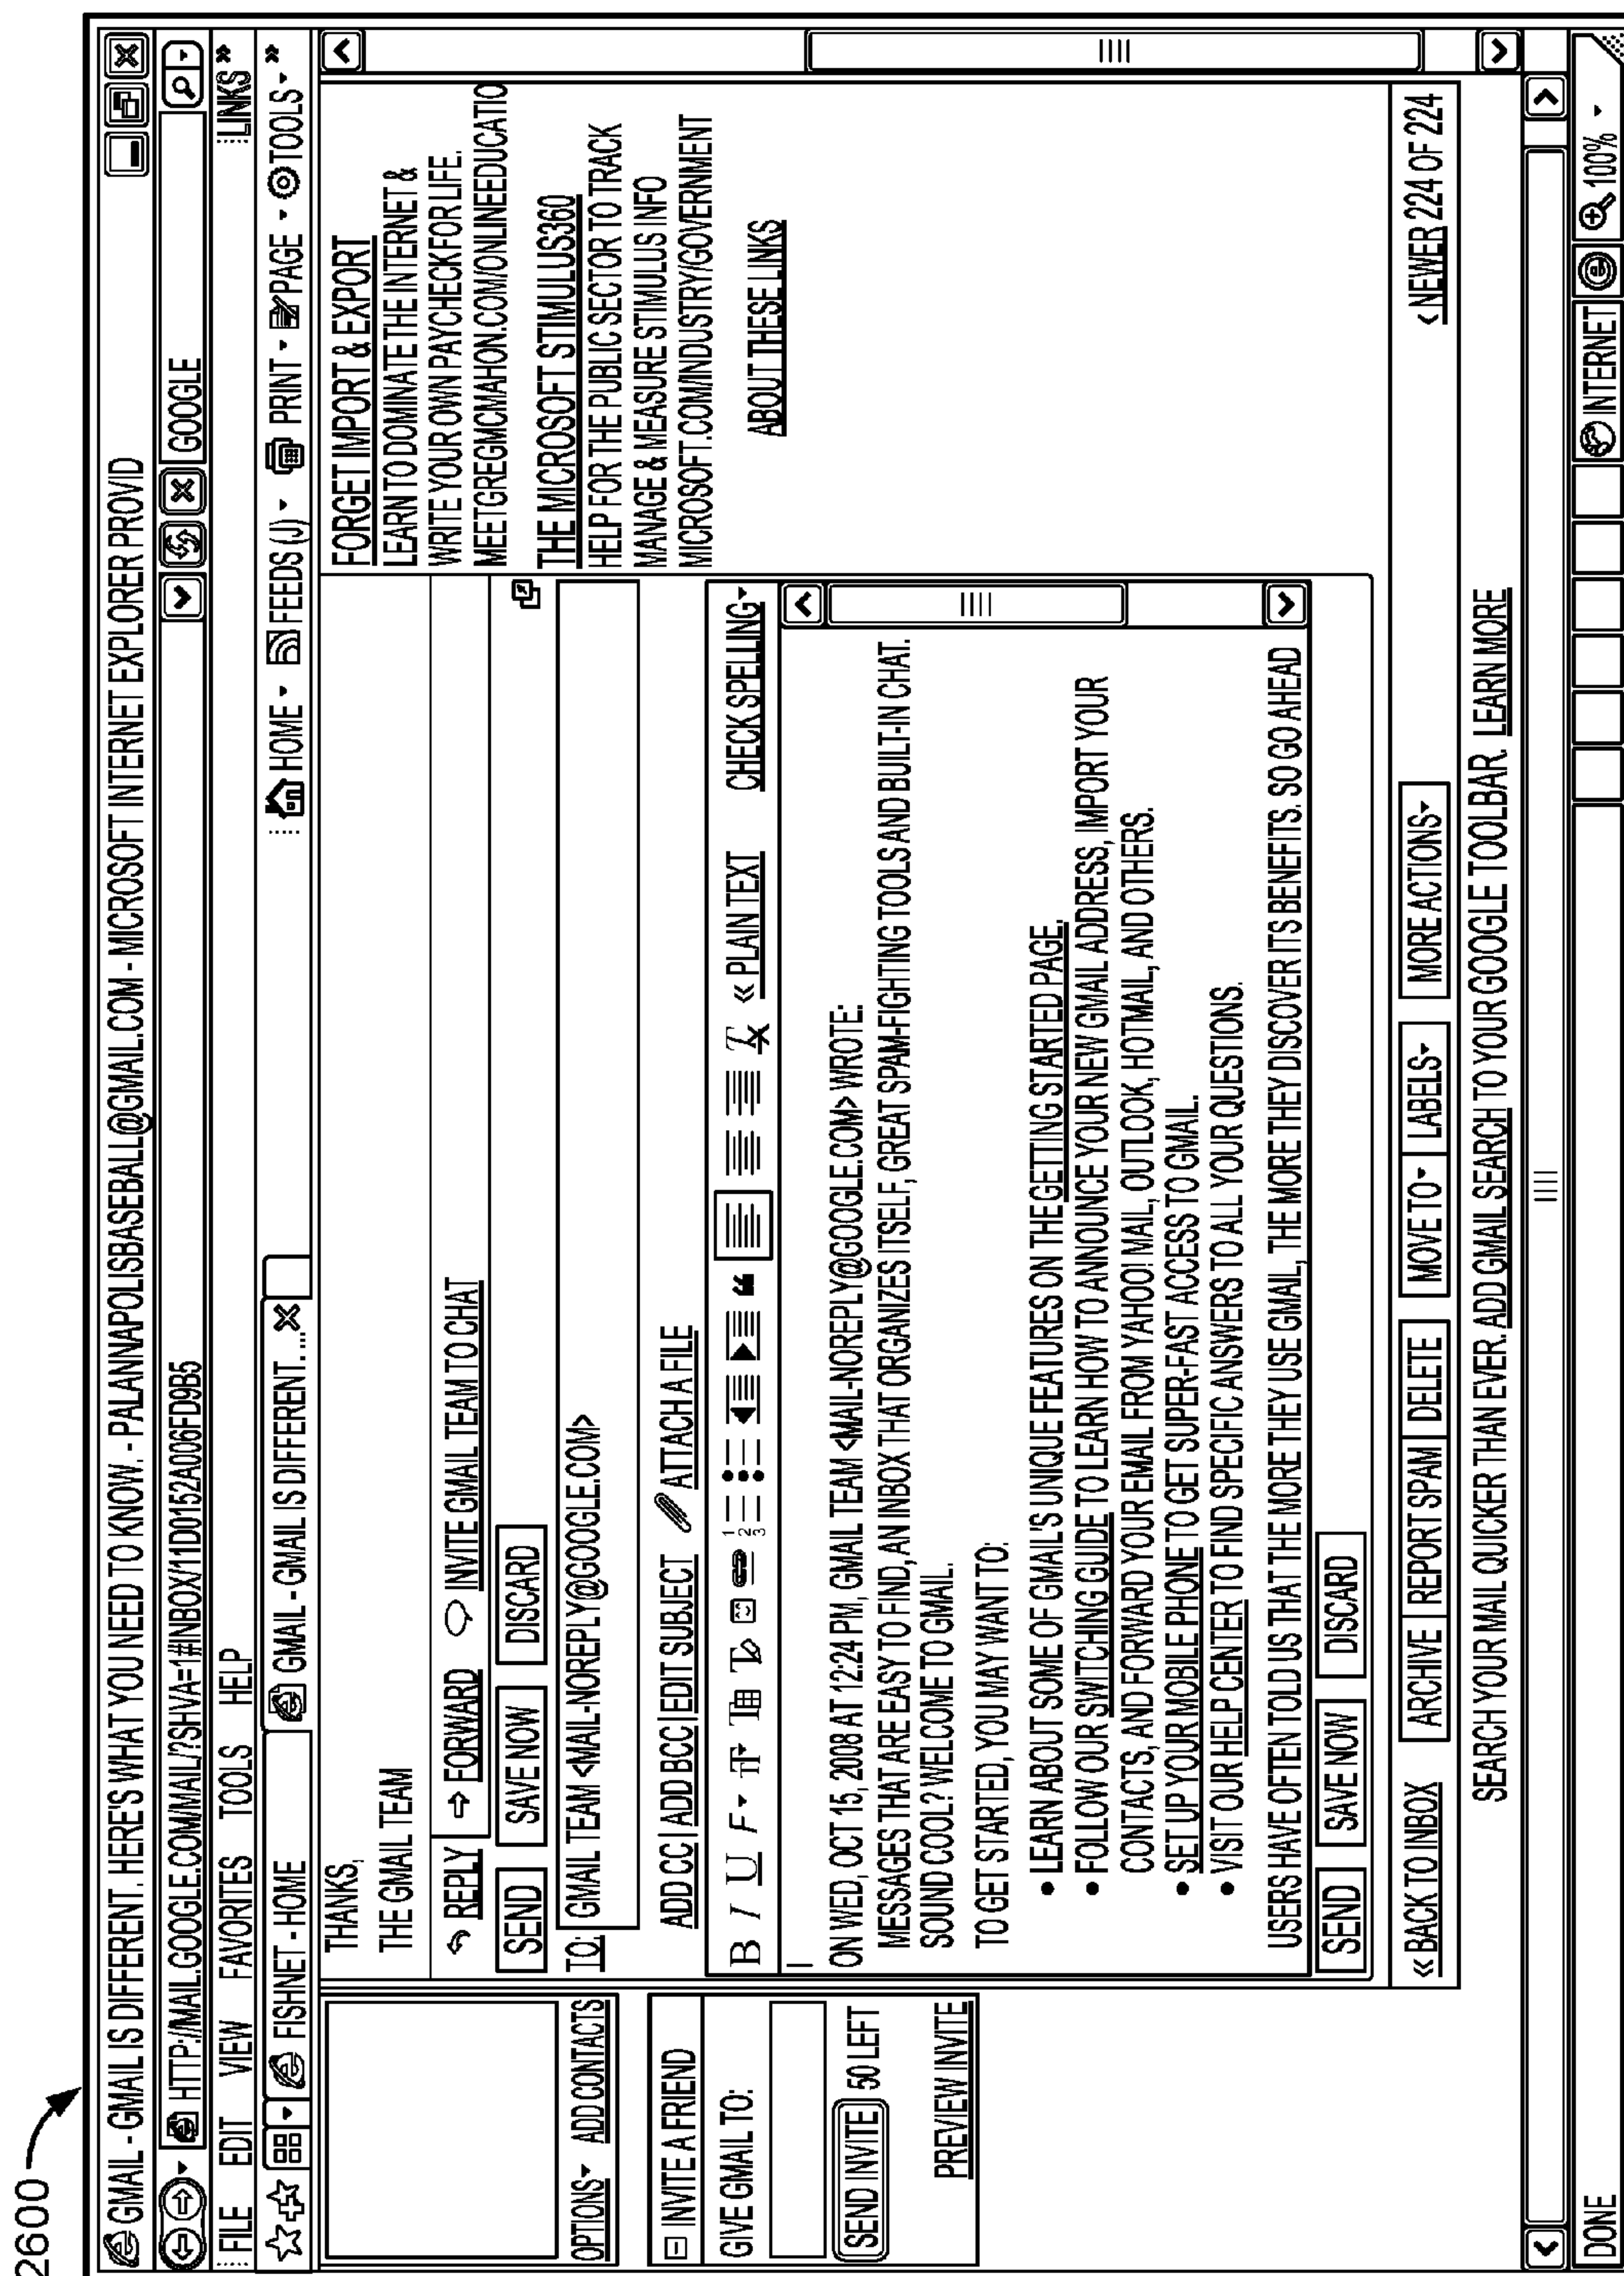 2600
GMAIL - GMAIL IS DIFFERENT. HERE'S WHAT YOU NEED TO KNOW. - PALANNAPOLISBASEBALL@GMAIL.COM - MICROSOFT INTERNET EXPLORER PROVID
HTTP://MAIL.GOOGLE.COM/MAIL/?SHVA=1#INBOX/11D0152A006FD9B5
GOOGLE
FILE EDIT VIEW FAVORITES TOOLS HELP
LINKS »
FISHNET - HOME
GMAIL - GMAIL IS DIFFERENT. ...
HOME FEEDS (J) PRINT PAGE TOOLS »
OPTIONS ADD CONTACTS
INVITE A FRIEND
GIVE GMAIL TO:
SEND INVITE 50 LEFT
PREVIEW INVITE
THANKS,
THE GMAIL TEAM
REPLY FORWARD INVITE GMAIL TEAM TO CHAT
SEND SAVE NOW DISCARD
TO: GMAIL TEAM <MAIL-NOREPLY@GOOGLE.COM>
ADD CC | ADD BCC | EDIT SUBJECT ATTACH A FILE
B I U F T T T 1 2 3 “ T « PLAIN TEXT CHECK SPELLING
ON WED, OCT 15, 2008 AT 12:24 PM, GMAIL TEAM <MAIL-NOREPLY@GOOGLE.COM> WROTE:
MESSAGES THAT ARE EASY TO FIND, AN INBOX THAT ORGANIZES ITSELF, GREAT SPAM-FIGHTING TOOLS AND BUILT-IN CHAT.
SOUND COOL? WELCOME TO GMAIL.
TO GET STARTED, YOU MAY WANT TO:
• LEARN ABOUT SOME OF GMAIL'S UNIQUE FEATURES ON THE GETTING STARTED PAGE.
• FOLLOW OUR SWITCHING GUIDE TO LEARN HOW TO ANNOUNCE YOUR NEW GMAIL ADDRESS, IMPORT YOUR
CONTACTS, AND FORWARD YOUR EMAIL FROM YAHOO! MAIL, OUTLOOK, HOTMAIL, AND OTHERS.
• SET UP YOUR MOBILE PHONE TO GET SUPER-FAST ACCESS TO GMAIL.
• VISIT OUR HELP CENTER TO FIND SPECIFIC ANSWERS TO ALL YOUR QUESTIONS.
USERS HAVE OFTEN TOLD US THAT THE MORE THEY USE GMAIL, THE MORE THEY DISCOVER ITS BENEFITS. SO GO AHEAD
SEND SAVE NOW DISCARD
FORGET IMPORT & EXPORT
LEARN TO DOMINATE THE INTERNET &
WRITE YOUR OWN PAYCHECK FOR LIFE.
MEETGREGMCMAHON.COM/ONLINEEDUCATIO
THE MICROSOFT STIMULUS360
HELP FOR THE PUBLIC SECTOR TO TRACK
MANAGE & MEASURE STIMULUS INFO
MICROSOFT.COM/INDUSTRY/GOVERNMENT
ABOUT THESE LINKS
« BACK TO INBOX ARCHIVE REPORT SPAM DELETE MOVE TO LABELS MORE ACTIONS < NEWER 224 OF 224
SEARCH YOUR MAIL QUICKER THAN EVER. ADD GMAIL SEARCH TO YOUR GOOGLE TOOLBAR. LEARN MORE
DONE INTERNET 100%